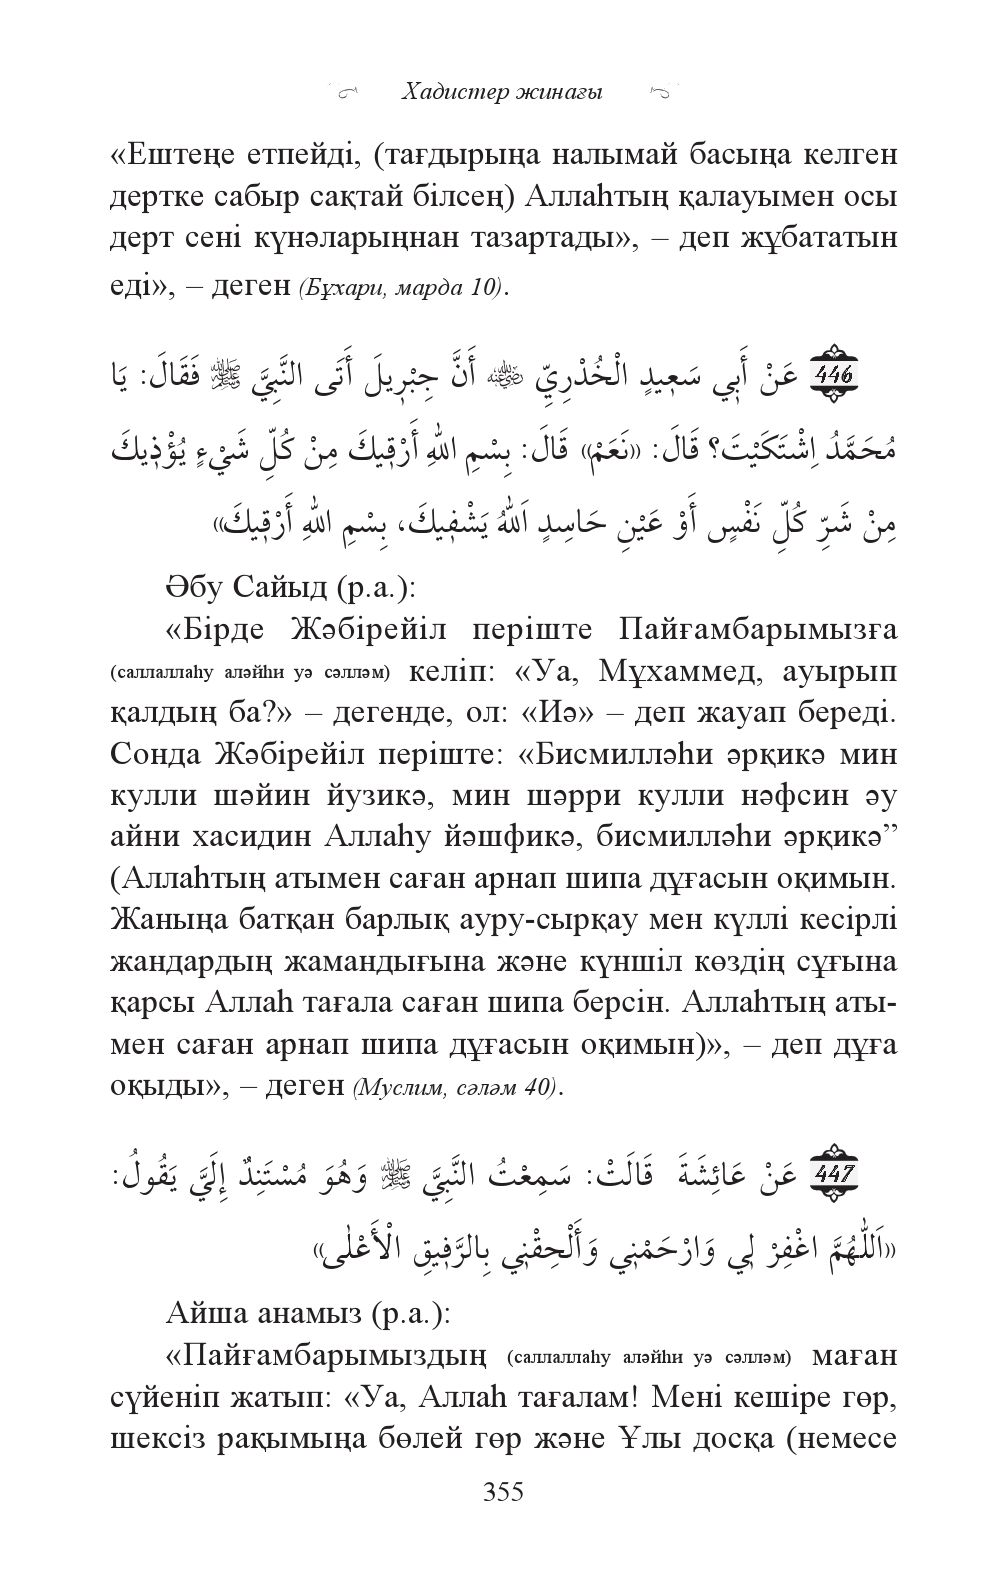 Хадистер жинағы
«Ештеңе етпейді, (тағдырыңа налымай басыңа келген
дертке сабыр сақтай білсең) Аллаһтың қалауымен осы
дерт сені күнәларыңнан тазартады», – деп жұбататын
еді», – деген (Бұхари, марда 10).
446 عَنْ أَبِي سَعِيدٍ الْخُدْرِيِّ ؓ أَنَّ جِبْرِيلَ أَتَى النَّبِيَّ ﷺ فَقَالَ: يَا
مُحَمَّدُ اِشْتَكَيْتَ؟ قَالَ: «نَعَمْ» قَالَ: بِسْمِ اللهِ أَرْقِيكَ مِنْ كُلِّ شَيْءٍ يُؤْذِيكَ
مِنْ شَرِّ كُلِّ نَفْسٍ أَوْ عَيْنِ حَاسِدٍ اَللهُ يَشْفِيكَ، بِسْمِ اللهِ أَرْقِيكَ»
Әбу Сайыд (р.а.):
«Бірде Жәбірейіл періште Пайғамбарымызға
(саллаллаһу аләйһи уә сәлләм) келіп: «Уа, Мұхаммед, ауырып
қалдың ба?» – дегенде, ол: «Иә» – деп жауап береді.
Сонда Жәбірейіл періште: «Бисмилләһи әрқикә мин
кулли шәйин йузикә, мин шәрри кулли нәфсин әу
айни хасидин Аллаһу йәшфикә, бисмилләһи әрқикә”
(Аллаһтың атымен саған арнап шипа дұғасын оқимын.
Жаныңа батқан барлық ауру-сырқау мен күллі кесірлі
жандардың жамандығына және күншіл көздің сұғына
қарсы Аллаһ тағала саған шипа берсін. Аллаһтың аты-
мен саған арнап шипа дұғасын оқимын)», – деп дұға
оқыды», – деген (Муслим, сәләм 40).
447 عَنْ عَائِشَةَ قَالَتْ: سَمِعْتُ النَّبِيَّ ﷺ وَهُوَ مُسْتَنِدٌ إِلَيَّ يَقُولُ:
«اَللّٰهُمَّ اغْفِرْ لِي وَارْحَمْنِي وَأَلْحِقْنِي بِالرَّفِيقِ الْأَعْلٰى»
Айша анамыз (р.а.):
«Пайғамбарымыздың (саллаллаһу аләйһи уә сәлләм) маған
сүйеніп жатып: «Уа, Аллаһ тағалам! Мені кешіре гөр,
шексіз рақымыңа бөлей гөр және Ұлы досқа (немесе
355